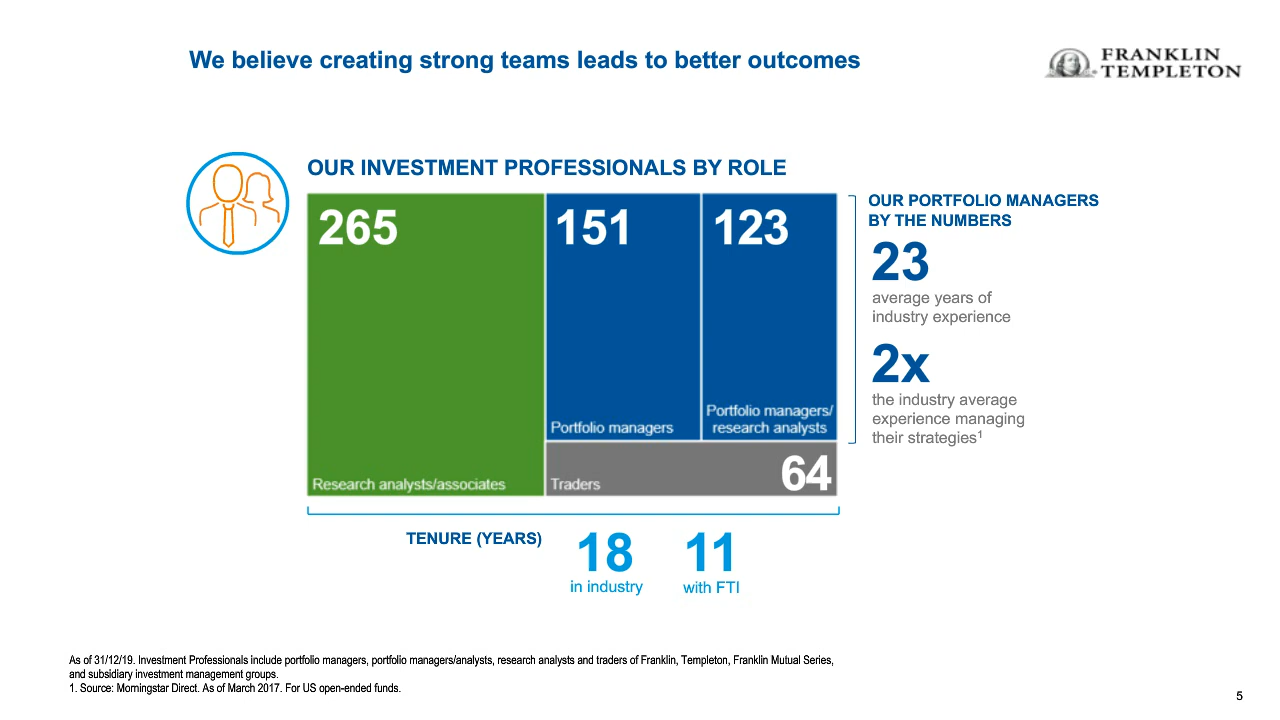 We believe creating strong teams leads to better outcomes
FRANKLIN
TEMPLETON
OUR INVESTMENT PROFESSIONALS BY ROLE
265
151
123
Research analysts/associates
Portfolio managers
Portfolio managers/
research analysts
Traders
64
OUR PORTFOLIO MANAGERS
BY THE NUMBERS
23
average years of
industry experience
2x
the industry average
experience managing
their strategies¹
TENURE (YEARS)
18
in industry
11
with FTI
As of 31/12/19. Investment Professionals include portfolio managers, portfolio managers/analysts, research analysts and traders of Franklin, Templeton, Franklin Mutual Series,
and subsidiary investment management groups.
1. Source: Morningstar Direct. As of March 2017. For US open-ended funds.
5